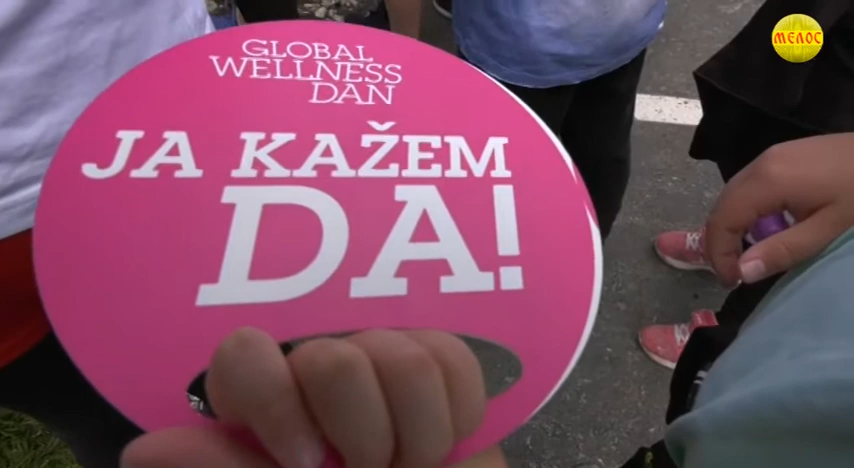 МЕЛОС
GLOBAL
WELLNESS
DAN
JA KAŽEM
DA!